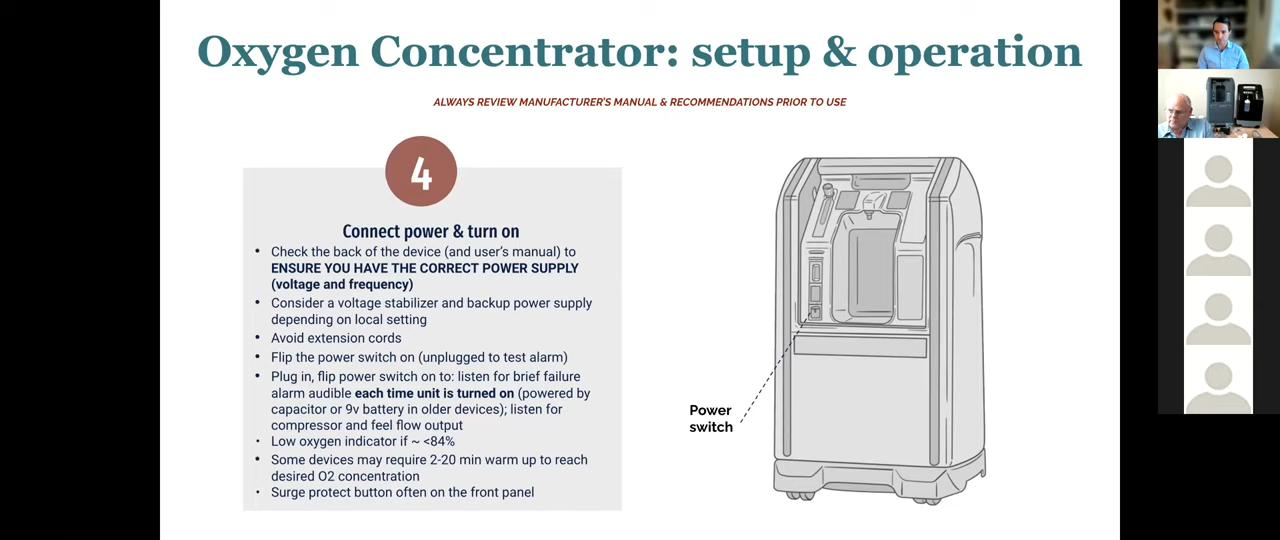 Oxygen Concentrator: setup & operation
ALWAYS REVIEW MANUFACTURER'S MANUAL & RECOMMENDATIONS PRIOR TO USE
4
Connect power & turn on
• Check the back of the device (and user's manual) to
ENSURE YOU HAVE THE CORRECT POWER SUPPLY
(voltage and frequency)
• Consider a voltage stabilizer and backup power supply
depending on local setting
• Avoid extension cords
• Flip the power switch on (unplugged to test alarm)
• Plug in, flip power switch on to: listen for brief failure
alarm audible each time unit is turned on (powered by
capacitor or 9v battery in older devices); listen for
compressor and feel flow output
• Low oxygen indicator if ~ <84%
• Some devices may require 2-20 min warm up to reach
desired O2 concentration
• Surge protect button often on the front panel
Power
switch